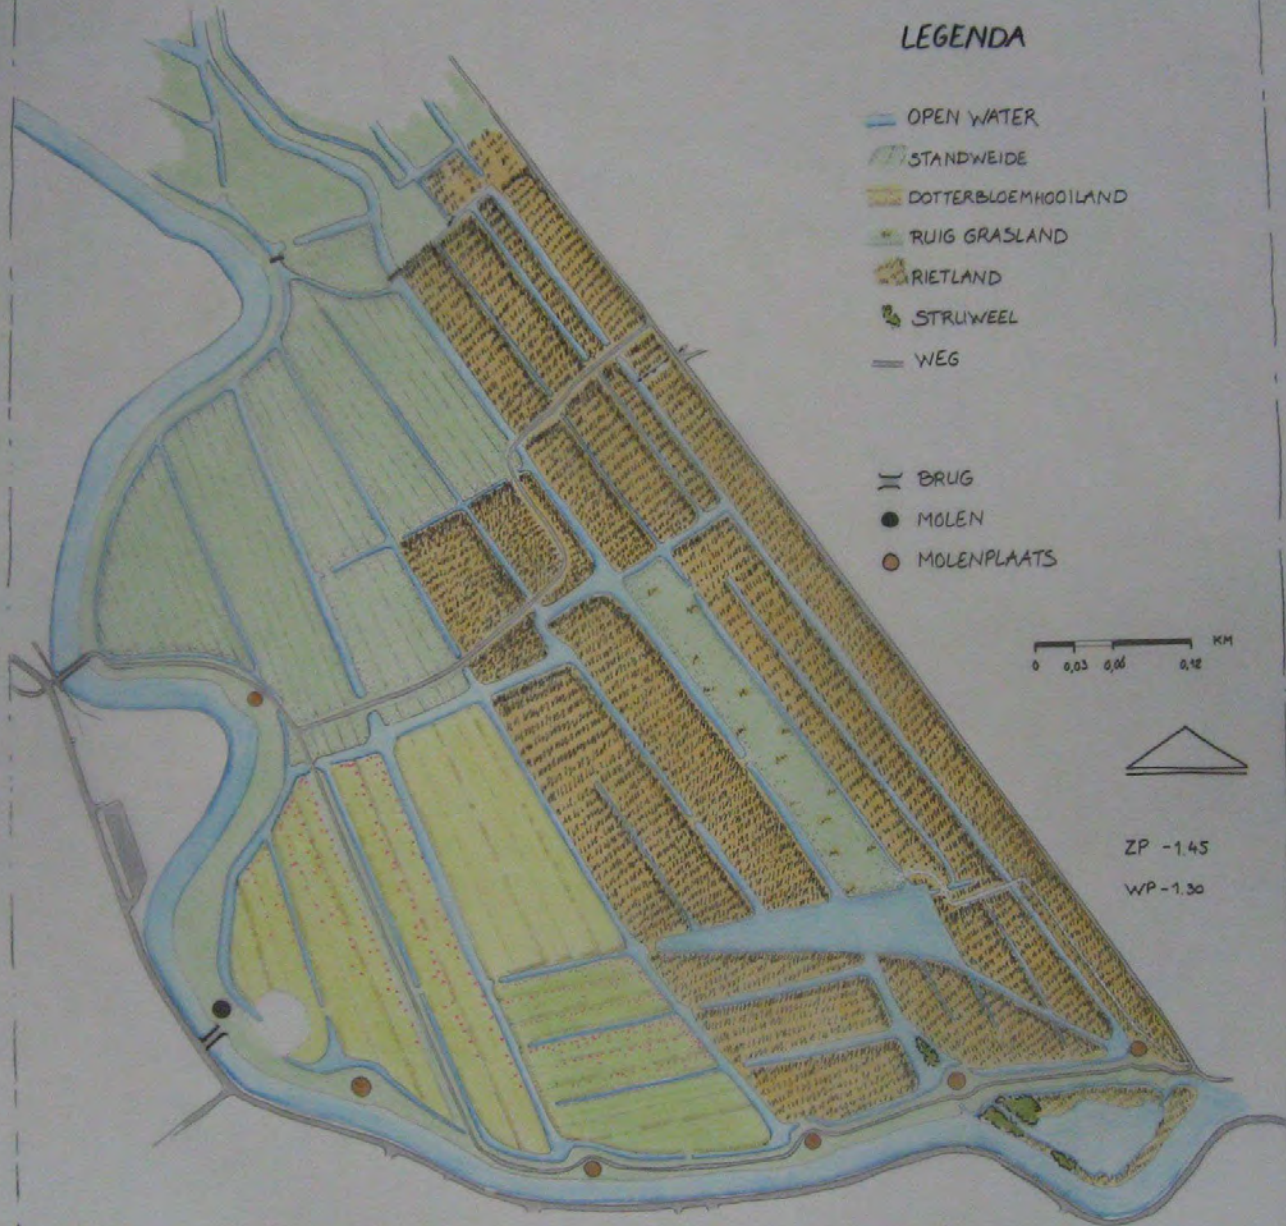 LEGENDA
OPEN WATER
STANDWEIDE
DOTTERBLOEMHOOILAND
RUIG GRASLAND
RIETLAND
STRUWEEL
WEG
BRUG
MOLEN
MOLENPLAATS
KM
0 0,03 0,06 0,12
ZP -1.45
WP -1.30